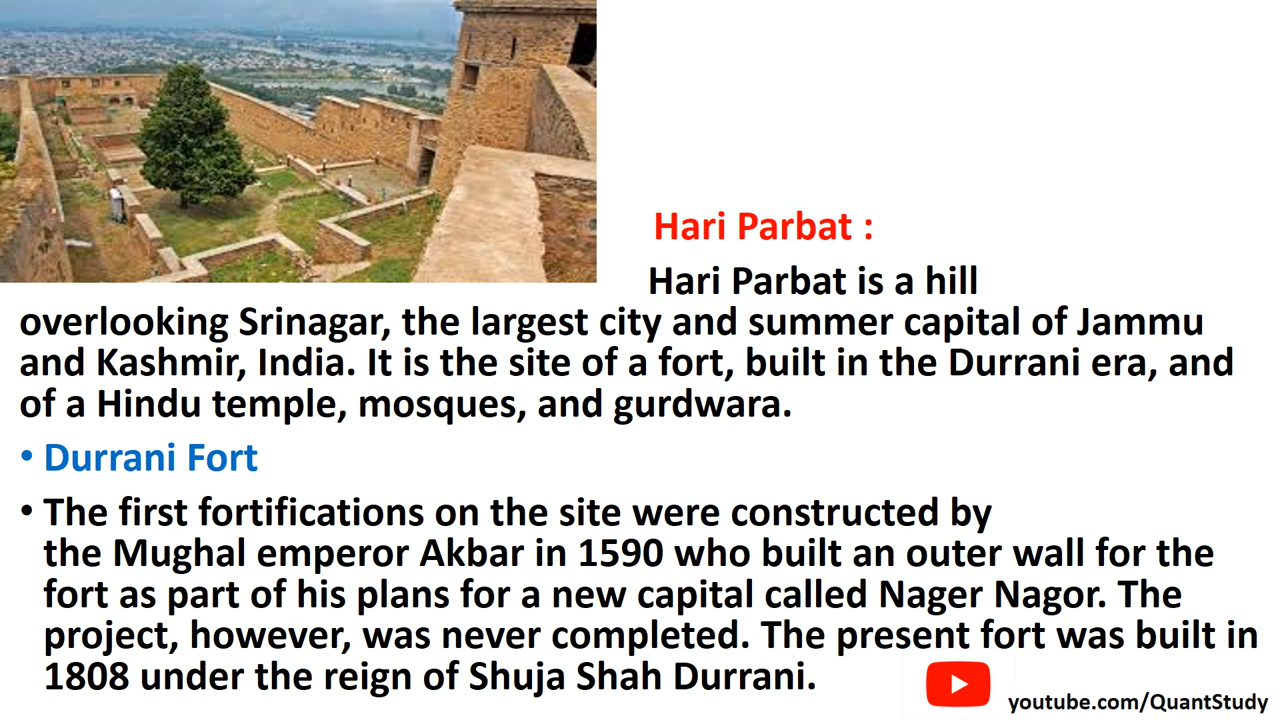 Hari Parbat :
Hari Parbat is a hill
overlooking Srinagar, the largest city and summer capital of Jammu
and Kashmir, India. It is the site of a fort, built in the Durrani era, and
of a Hindu temple, mosques, and gurdwara.
• Durrani Fort
• The first fortifications on the site were constructed by
the Mughal emperor Akbar in 1590 who built an outer wall for the
fort as part of his plans for a new capital called Nager Nagor. The
project, however, was never completed. The present fort was built in
1808 under the reign of Shuja Shah Durrani.
youtube.com/QuantStudy